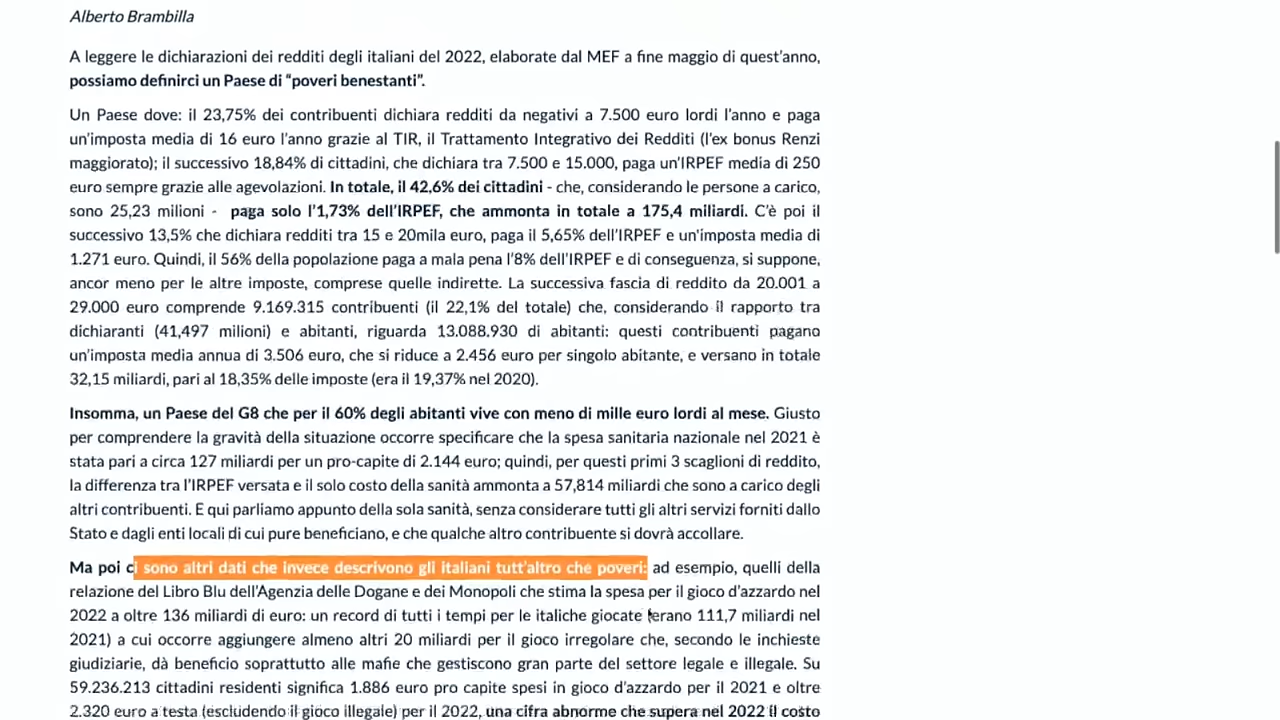 Alberto Brambilla
A leggere le dichiarazioni dei redditi degli italiani del 2022, elaborate dal MEF a fine maggio di quest'anno,
possiamo definirci un Paese di “poveri benestanti”.
Un Paese dove: il 23,75% dei contribuenti dichiara redditi da negativi a 7.500 euro lordi l'anno e paga
un'imposta media di 16 euro l'anno grazie al TIR, il Trattamento Integrativo dei Redditi (l'ex bonus Renzi
maggiorato); il successivo 18,84% di cittadini, che dichiara tra 7.500 e 15.000, paga un'IRPEF media di 250
euro sempre grazie alle agevolazioni. In totale, il 42,6% dei cittadini - che, considerando le persone a carico,
sono 25,23 milioni - paga solo l'1,73% dell'IRPEF, che ammonta in totale a 175,4 miliardi. C'è poi il
successivo 13,5% che dichiara redditi tra 15 e 20mila euro, paga il 5,65% dell'IRPEF e un'imposta media di
1.271 euro. Quindi, il 56% della popolazione paga a mala pena l'8% dell'IRPEF e di conseguenza, si suppone,
ancor meno per le altre imposte, comprese quelle indirette. La successiva fascia di reddito da 20.001 a
29.000 euro comprende 9.169.315 contribuenti (il 22,1% del totale) che, considerando il rapporto tra
dichiaranti (41,497 milioni) e abitanti, riguarda 13.088.930 di abitanti: questi contribuenti pagano
un'imposta media annua di 3.506 euro, che si riduce a 2.456 euro per singolo abitante, e versano in totale
32,15 miliardi, pari al 18,35% delle imposte (era il 19,37% nel 2020).
Insomma, un Paese del G8 che per il 60% degli abitanti vive con meno di mille euro lordi al mese. Giusto
per comprendere la gravità della situazione occorre specificare che la spesa sanitaria nazionale nel 2021 è
stata pari a circa 127 miliardi per un pro-capite di 2.144 euro; quindi, per questi primi 3 scaglioni di reddito,
la differenza tra l'IRPEF versata e il solo costo della sanità ammonta a 57,814 miliardi che sono a carico degli
altri contribuenti. E qui parliamo appunto della sola sanità, senza considerare tutti gli altri servizi forniti dallo
Stato e dagli enti locali di cui pure beneficiano, e che qualche altro contribuente si dovrà accollare.
Ma poi ci sono altri dati che invece descrivono gli italiani tutt'altro che poveri: ad esempio, quelli della
relazione del Libro Blu dell'Agenzia delle Dogane e dei Monopoli che stima la spesa per il gioco d'azzardo nel
2022 a oltre 136 miliardi di euro: un record di tutti i tempi per le italiche giocate (erano 111,7 miliardi nel
2021) a cui occorre aggiungere almeno altri 20 miliardi per il gioco irregolare che, secondo le inchieste
giudiziarie, dà beneficio soprattutto alle mafie che gestiscono gran parte del settore legale e illegale. Su
59.236.213 cittadini residenti significa 1.886 euro pro capite spesi in gioco d'azzardo per il 2021 e oltre
2.320 euro a testa (escludendo il gioco illegale) per il 2022, una cifra abnorme che supera nel 2022 il costo